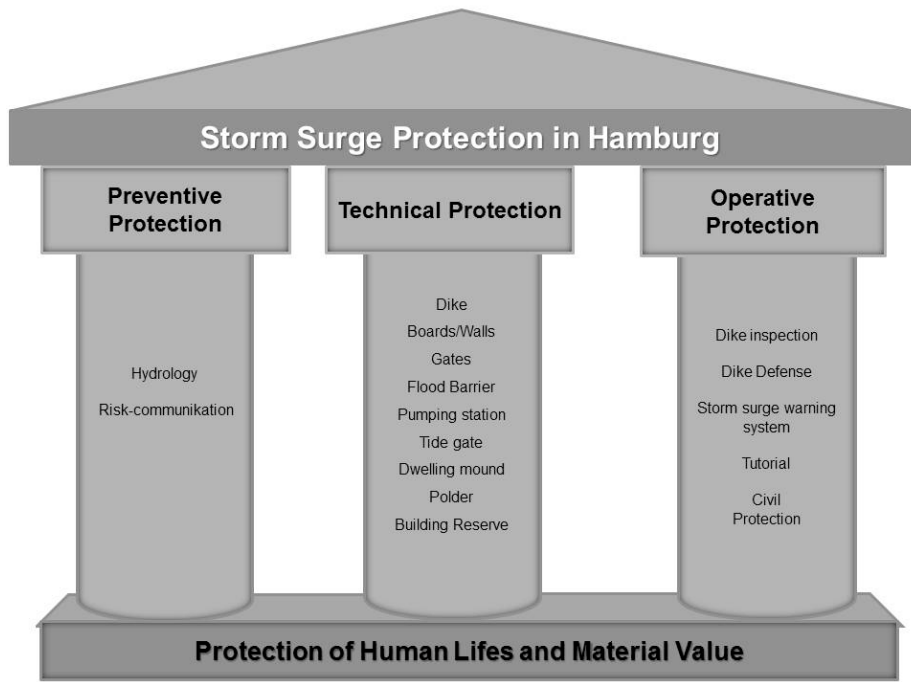 Storm Surge Protection in Hamburg
Preventive
Protection
Hydrology
Risk-communikation
Technical Protection
Dike
Boards/Walls
Gates
Flood Barrier
Pumping station
Tide gate
Dwelling mound
Polder
Building Reserve
Operative
Protection
Dike inspection
Dike Defense
Storm surge warning
system
Tutorial
Civil
Protection
Protection of Human Lifes and Material Value